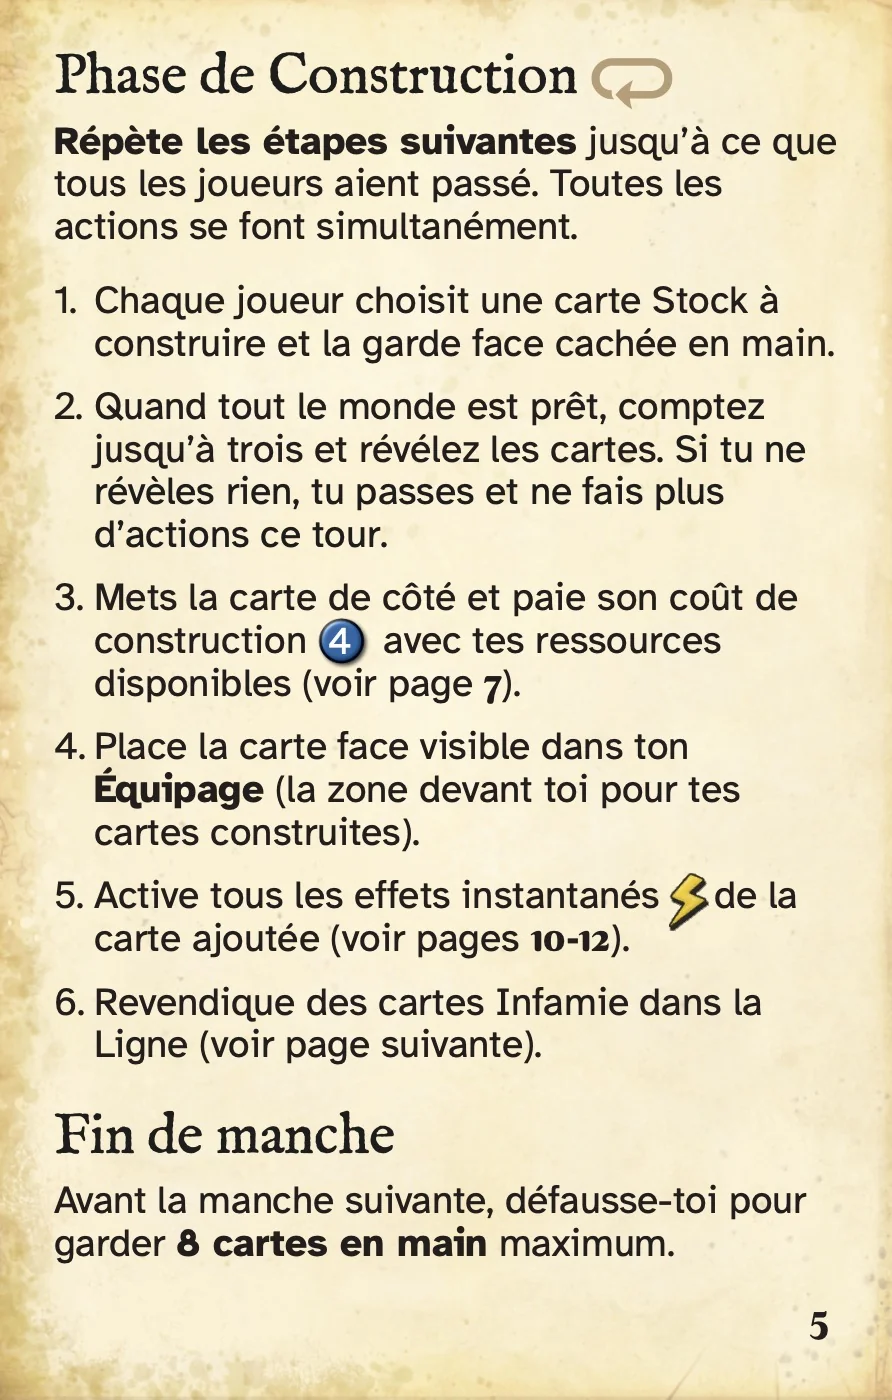 Phase de Construction
Répète les étapes suivantes jusqu’à ce que
tous les joueurs aient passé. Toutes les
actions se font simultanément.
1. Chaque joueur choisit une carte Stock à
construire et la garde face cachée en main.
2. Quand tout le monde est prêt, comptez
jusqu’à trois et révélez les cartes. Si tu ne
révèles rien, tu passes et ne fais plus
d’actions ce tour.
3. Mets la carte de côté et paie son coût de
construction 4 avec tes ressources
disponibles (voir page 7).
4. Place la carte face visible dans ton
Équipage (la zone devant toi pour tes
cartes construites).
5. Active tous les effets instantanés de la
carte ajoutée (voir pages 10-12).
6. Revendique des cartes Infamie dans la
Ligne (voir page suivante).
Fin de manche
Avant la manche suivante, défausse-toi pour
garder 8 cartes en main maximum.
5